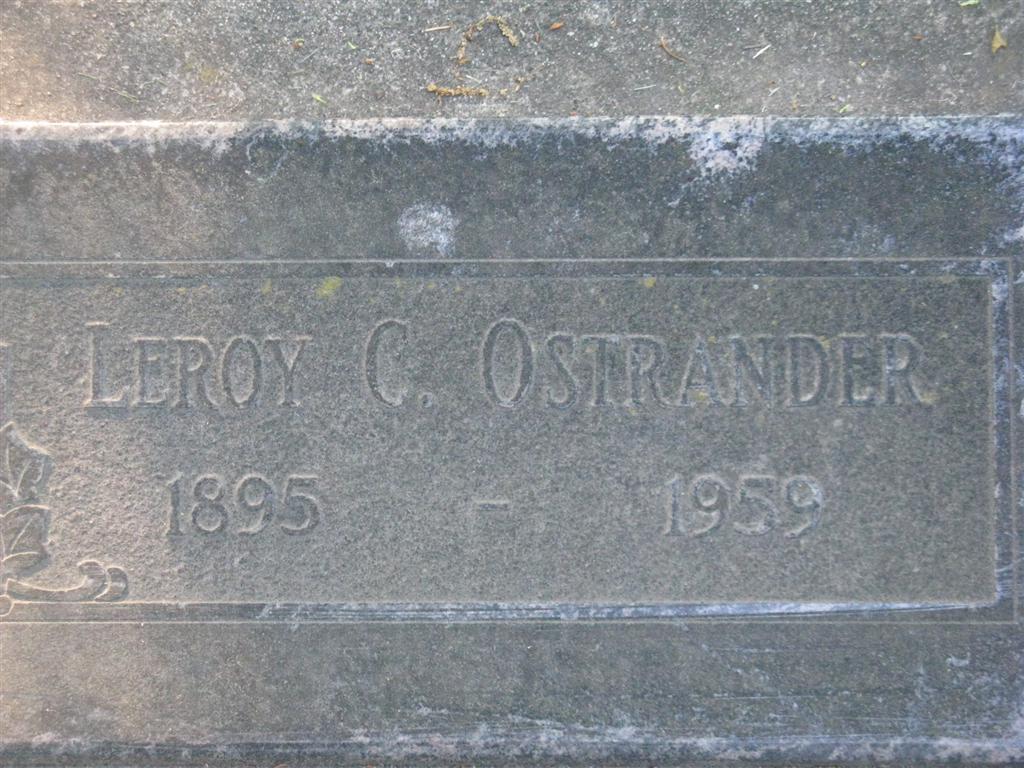 LEROY C. OSTRANDER
1895 - 1959